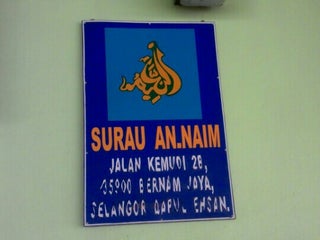 SURAU AN.NAIM
JALAN KEMUDI 28,
35900 BERNAM JAYA,
SELANGOR DARUL EHSAN.